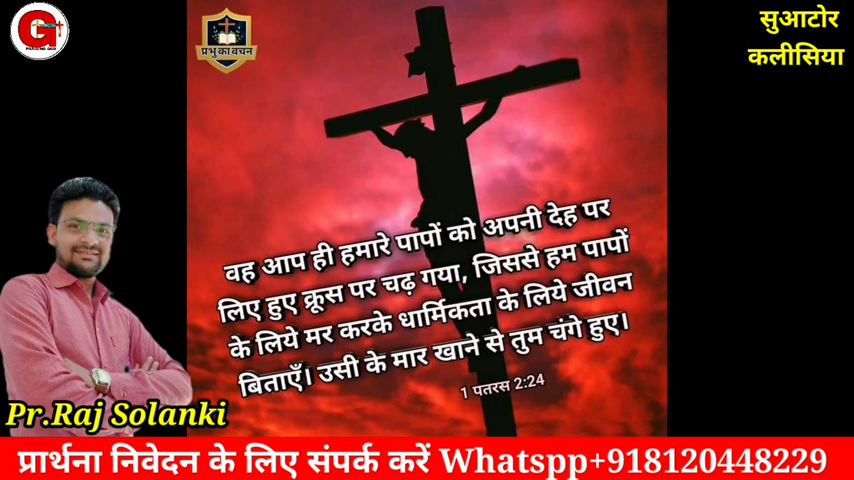 प्रभु का वचन
सुआटोर
कलीसिया
वह आप ही हमारे पापों को अपनी देह पर
लिए हुए क्रूस पर चढ़ गया, जिससे हम पापों
के लिये मर करके धार्मिकता के लिये जीवन
बिताएँ। उसी के मार खाने से तुम चंगे हुए।
1 पतरस 2:24
Pr.Raj Solanki
प्रार्थना निवेदन के लिए संपर्क करें Whatspp+918120448229